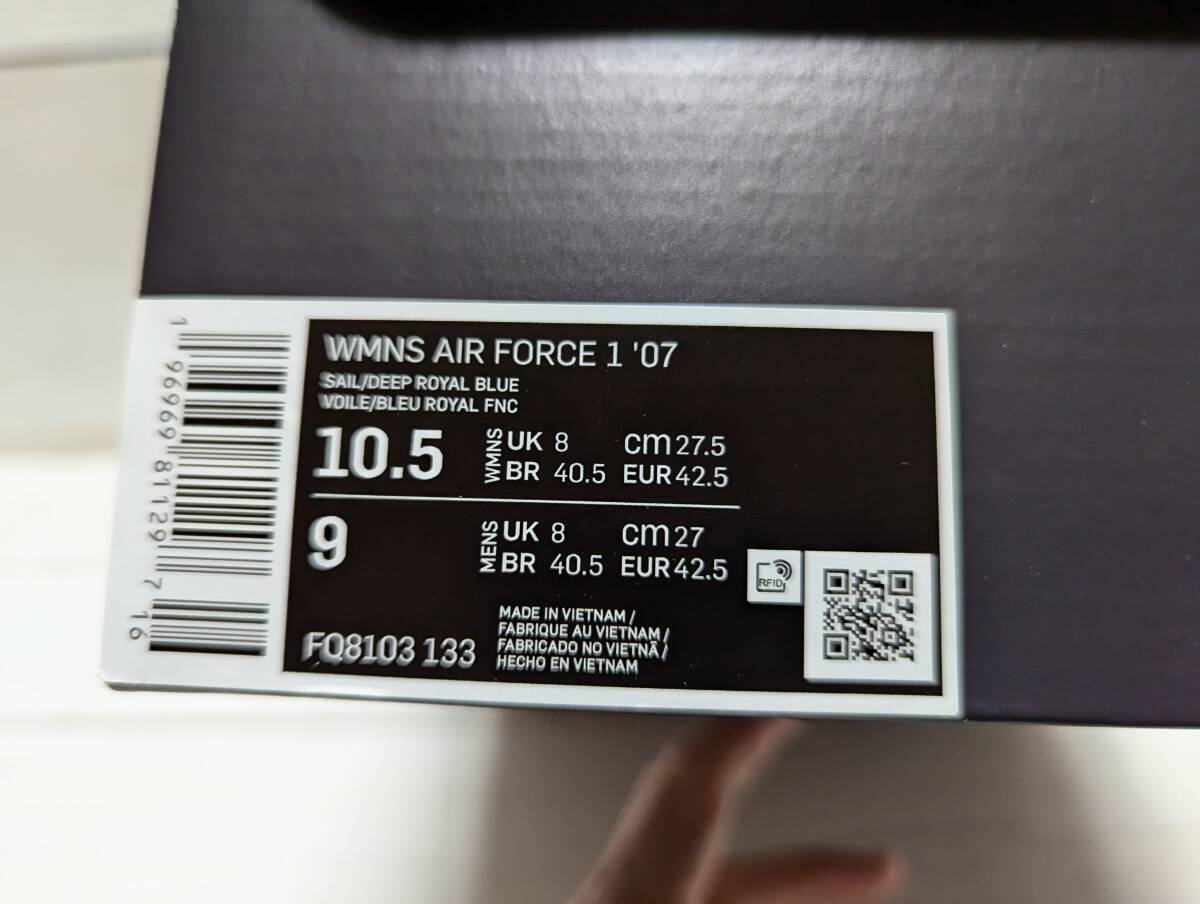 WMNS AIR FORCE 1 '07
SAIL/DEEP ROYAL BLUE
VOILE/BLEU ROYAL FNC
10.5 WMNS UK 8 cm 27.5
BR 40.5 EUR 42.5
9 MENS UK 8 cm 27
BR 40.5 EUR 42.5
RFID
MADE IN VIETNAM /
FABRIQUE AU VIETNAM /
FABRICADO NO VIETNÃ /
HECHO EN VIETNAM
FQ8103 133
1 96969 81129 7 16